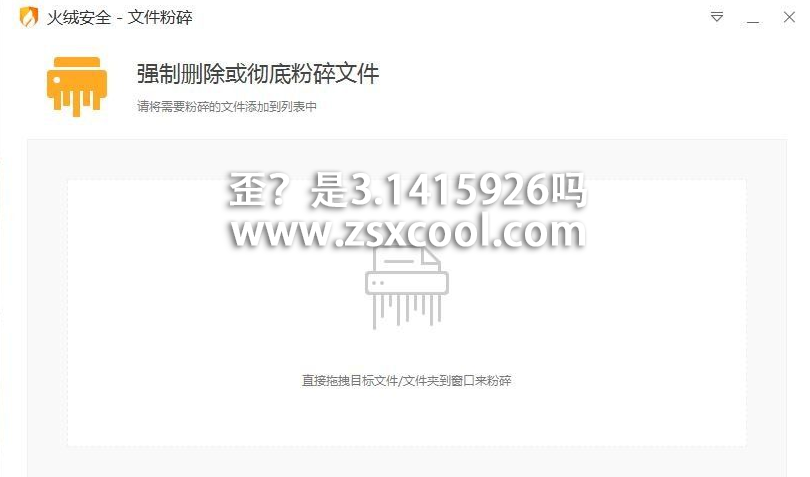 火绒安全 - 文件粉碎
强制删除或彻底粉碎文件
请将需要粉碎的文件添加到列表中
歪？是3.1415926吗
www.zsxcool.com
直接拖拽目标文件/文件夹到窗口来粉碎